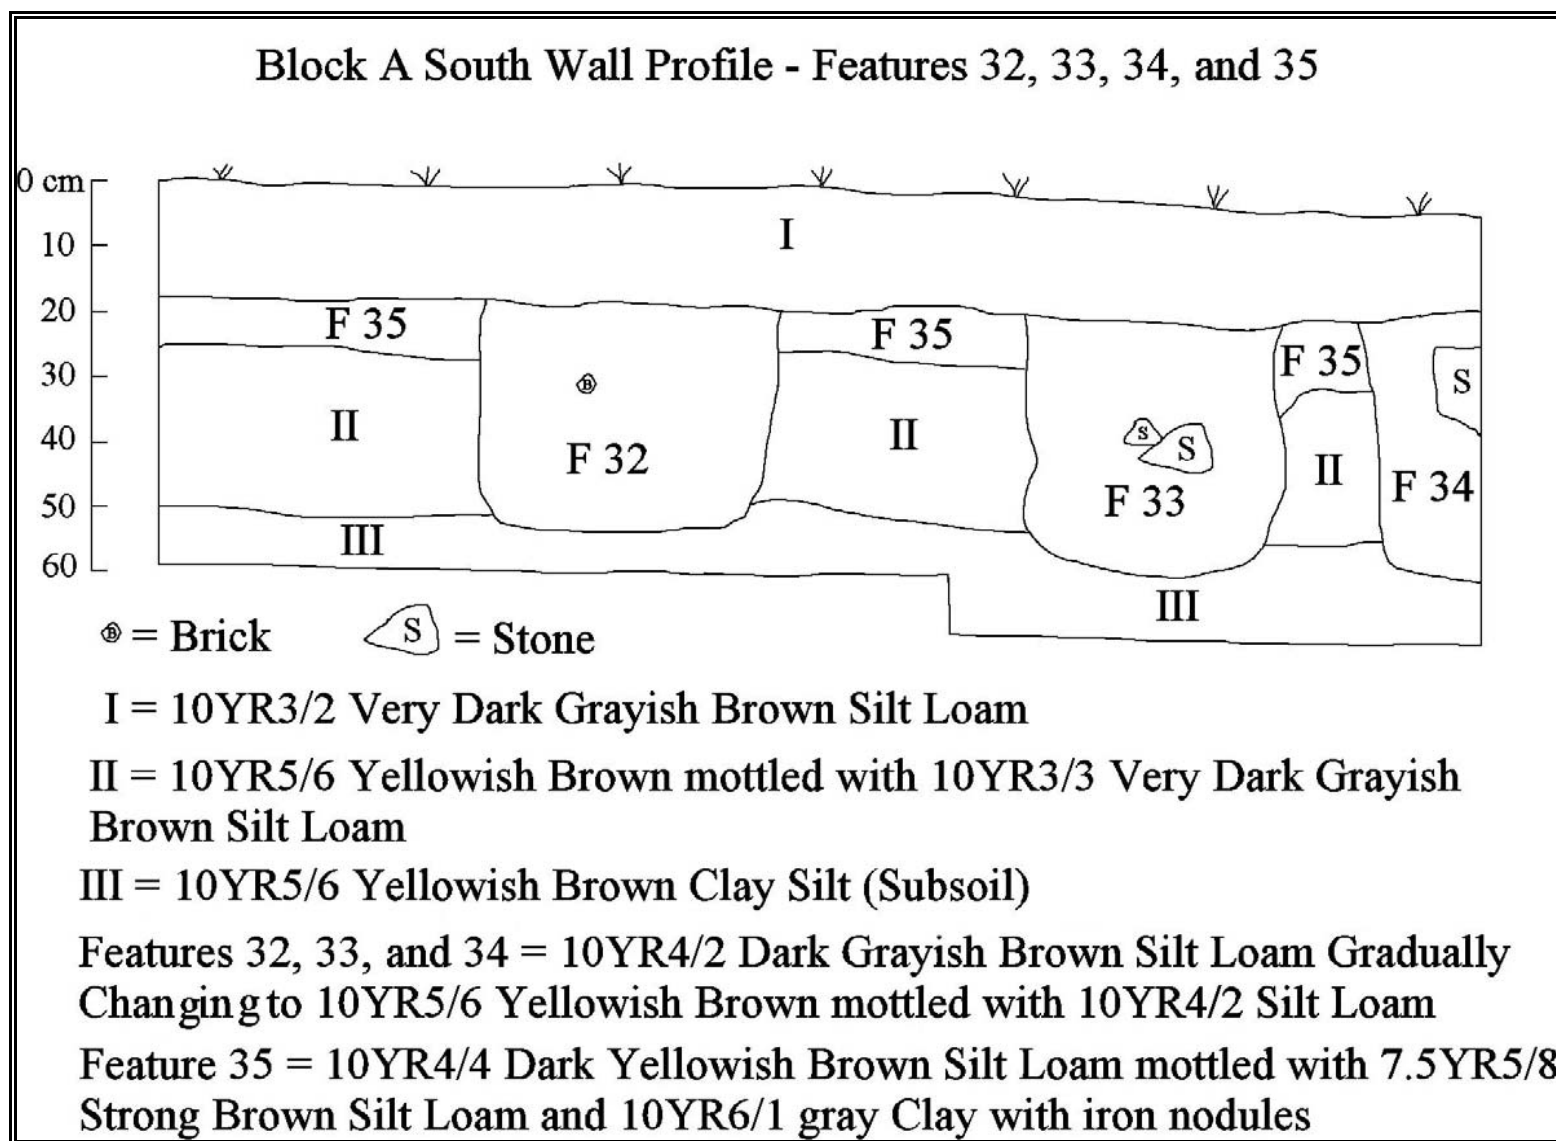 Block A South Wall Profile - Features 32, 33, 34, and 35
0 cm
10
20
30
40
50
60
I
F 35
F 35
F 35
B
S
II
II
S
S
F 32
II
F 33
F 34
III
III
B = Brick
S = Stone
I = 10YR3/2 Very Dark Grayish Brown Silt Loam
II = 10YR5/6 Yellowish Brown mottled with 10YR3/3 Very Dark Grayish
Brown Silt Loam
III = 10YR5/6 Yellowish Brown Clay Silt (Subsoil)
Features 32, 33, and 34 = 10YR4/2 Dark Grayish Brown Silt Loam Gradually
Changing to 10YR5/6 Yellowish Brown mottled with 10YR4/2 Silt Loam
Feature 35 = 10YR4/4 Dark Yellowish Brown Silt Loam mottled with 7.5YR5/8
Strong Brown Silt Loam and 10YR6/1 gray Clay with iron nodules